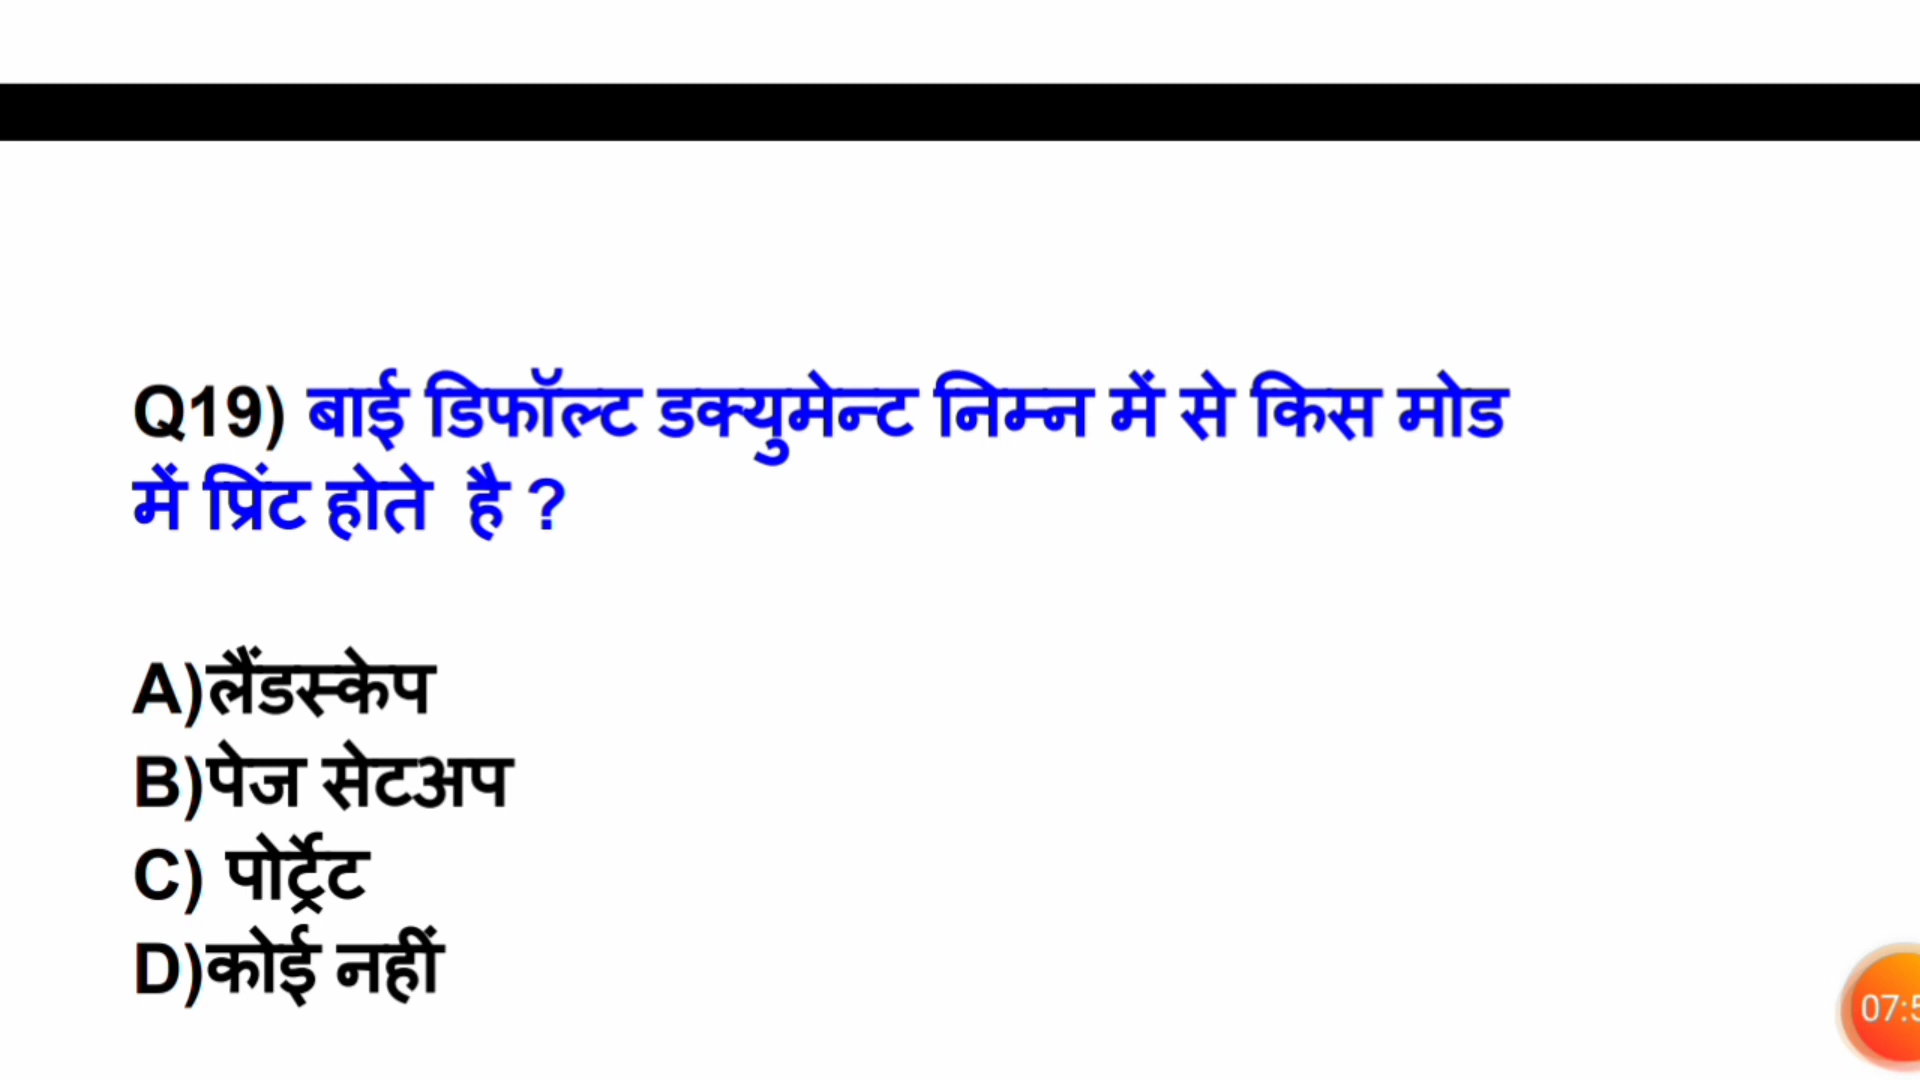 Q19) बाई डिफॉल्ट डक्युमेन्ट निम्न में से किस मोड
में प्रिंट होते है ?
A)लैंडस्केप
B)पेज सेटअप
C) पोर्ट्रेट
D)कोई नहीं